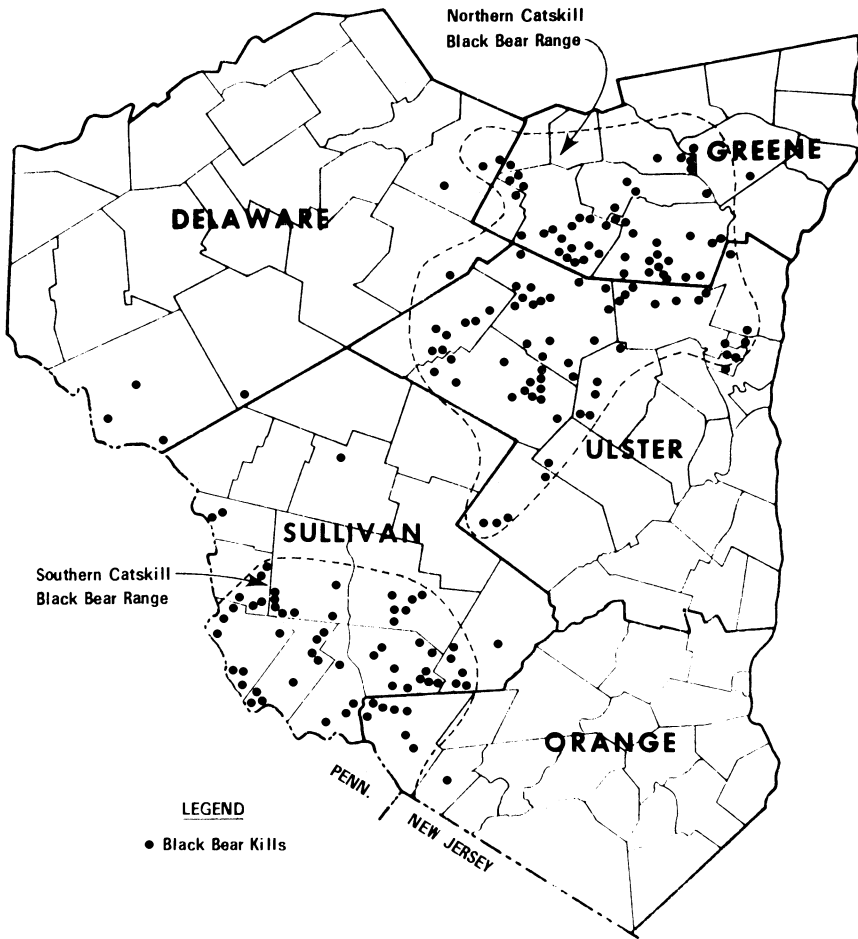 Northern Catskill
Black Bear Range
GREENE
DELAWARE
ULSTER
SULLIVAN
Southern Catskill
Black Bear Range
ORANGE
PENN.
NEW JERSEY
LEGEND
Black Bear Kills